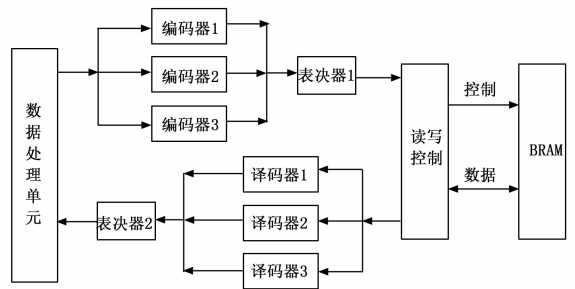 数据处理单元
编码器1
编码器2
编码器3
表决器1
读写
控制
控制
数据
BRAM
译码器1
译码器2
译码器3
表决器2